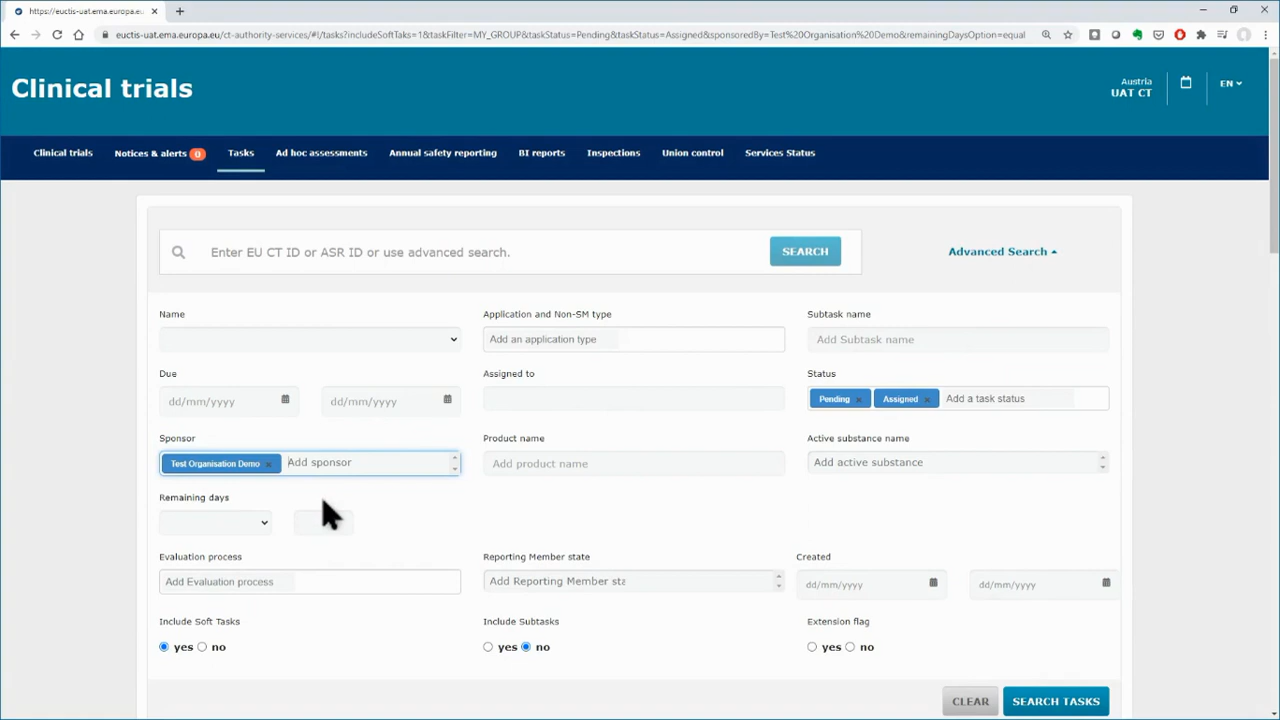 https://euctis-uat.ema.europa.eu
euctis-uat.ema.europa.eu/ct-authority-services/#!/tasks?includeSoftTaks=1&taskFilter=MY_GROUP&taskStatus=Pending&taskStatus=Assigned&sponsoredBy=Test%20Organisation%20Demo&remainingDaysOption=equal
Clinical trials
Austria
UAT CT
EN
Clinical trials Notices & alerts 0 Tasks Ad hoc assessments Annual safety reporting BI reports Inspections Union control Services Status
Enter EU CT ID or ASR ID or use advanced search.
SEARCH
Advanced Search
Name Application and Non-SM type Subtask name
Add an application type Add Subtask name
Due Assigned to Status
dd/mm/yyyy dd/mm/yyyy Pending × Assigned × Add a task status
Sponsor Product name Active substance name
Test Organisation Demo × Add sponsor Add product name Add active substance
Remaining days
Evaluation process Reporting Member state Created
Add Evaluation process Add Reporting Member sta dd/mm/yyyy dd/mm/yyyy
Include Soft Tasks Include Subtasks Extension flag
yes no yes no yes no
CLEAR SEARCH TASKS